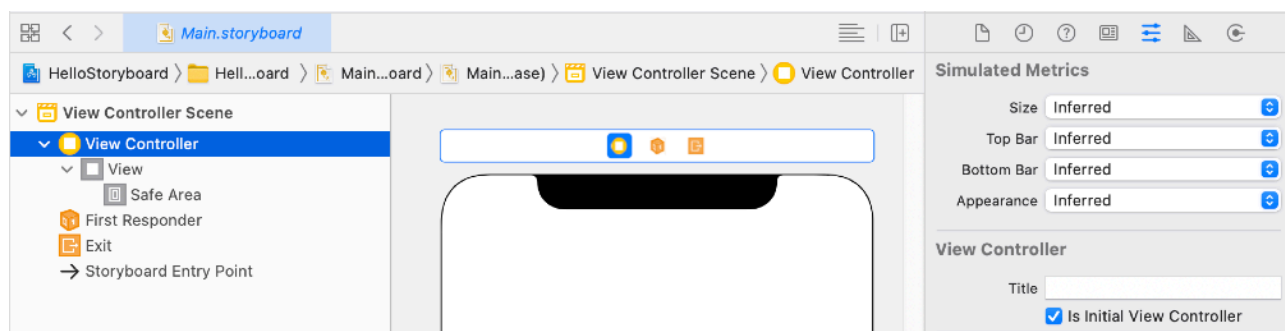 Main.storyboard
HelloStoryboard 〉 Hell...oard 〉 Main...oard 〉 Main...ase) 〉 View Controller Scene 〉 View Controller
View Controller Scene
View Controller
View
Safe Area
First Responder
Exit
Storyboard Entry Point
Simulated Metrics
Size Inferred
Top Bar Inferred
Bottom Bar Inferred
Appearance Inferred
View Controller
Title
Is Initial View Controller